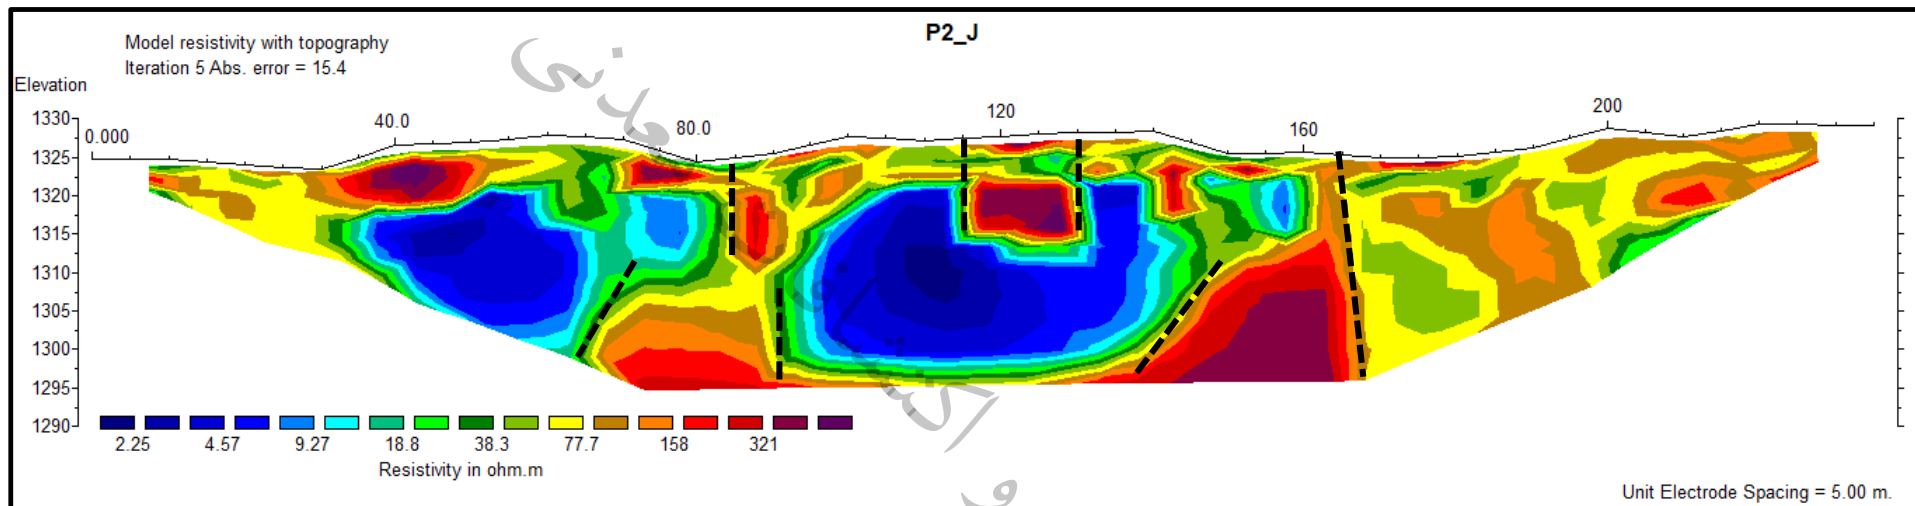 P2_J
Model resistivity with topography
Iteration 5 Abs. error = 15.4
Elevation
1330
1325
1320
1315
1310
1305
1300
1295
1290
0.000 40.0 80.0 120 160 200
2.25 4.57 9.27 18.8 38.3 77.7 158 321
Resistivity in ohm.m
Unit Electrode Spacing = 5.00 m.
و
معدنی